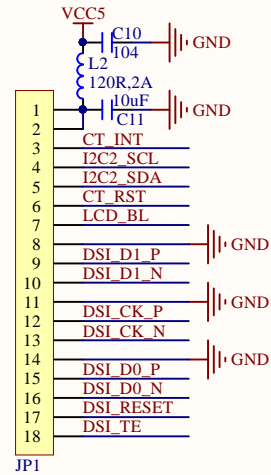 VCC5
C10
104
GND
L2
120R,2A
10uF
GND
C11
1
2
3 CT_INT
4 I2C2_SCL
5 I2C2_SDA
6 CT_RST
7 LCD_BL
8 GND
9 DSI_D1_P
10 DSI_D1_N
11 GND
12 DSI_CK_P
13 DSI_CK_N
14 GND
15 DSI_D0_P
16 DSI_D0_N
17 DSI_RESET
18 DSI_TE
JP1